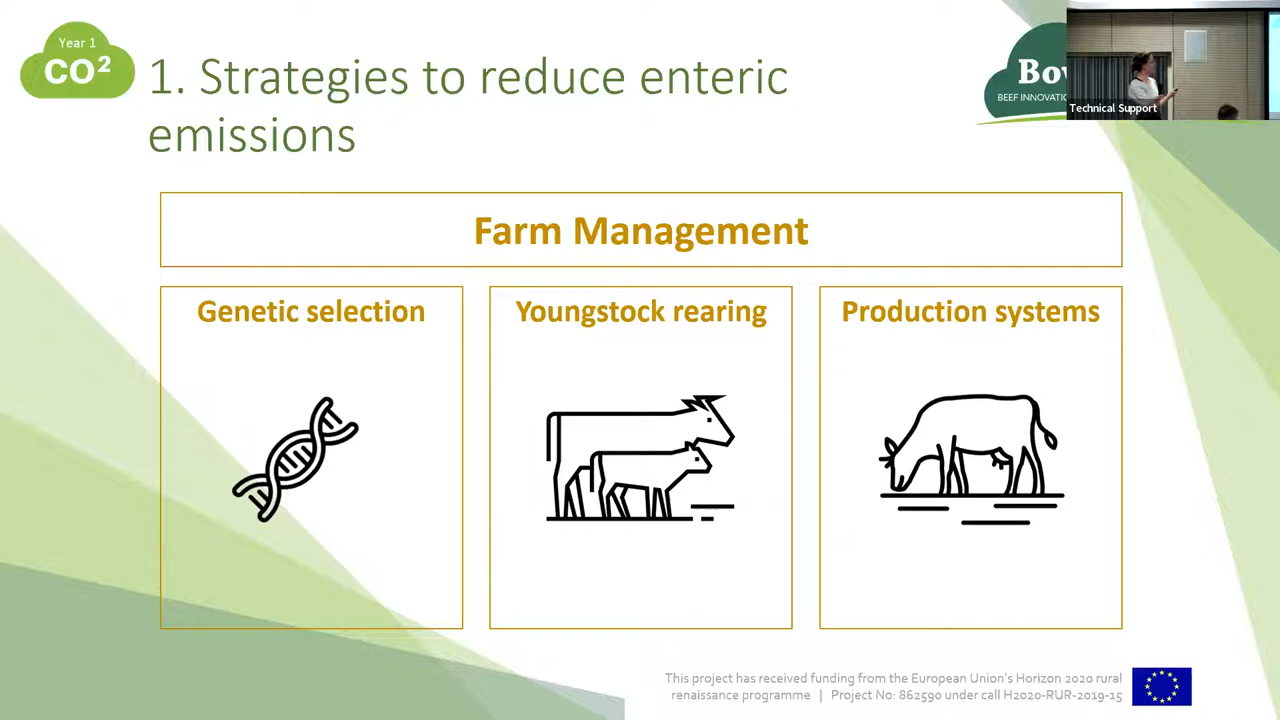 Year 1
CO²
1. Strategies to reduce enteric
emissions
BEEF INNOVATIO
Technical Support
Farm Management
Genetic selection
Youngstock rearing
Production systems
This project has received funding from the European Union's Horizon 2020 rural
renaissance programme | Project No: 862590 under call H2020-RUR-2019-15